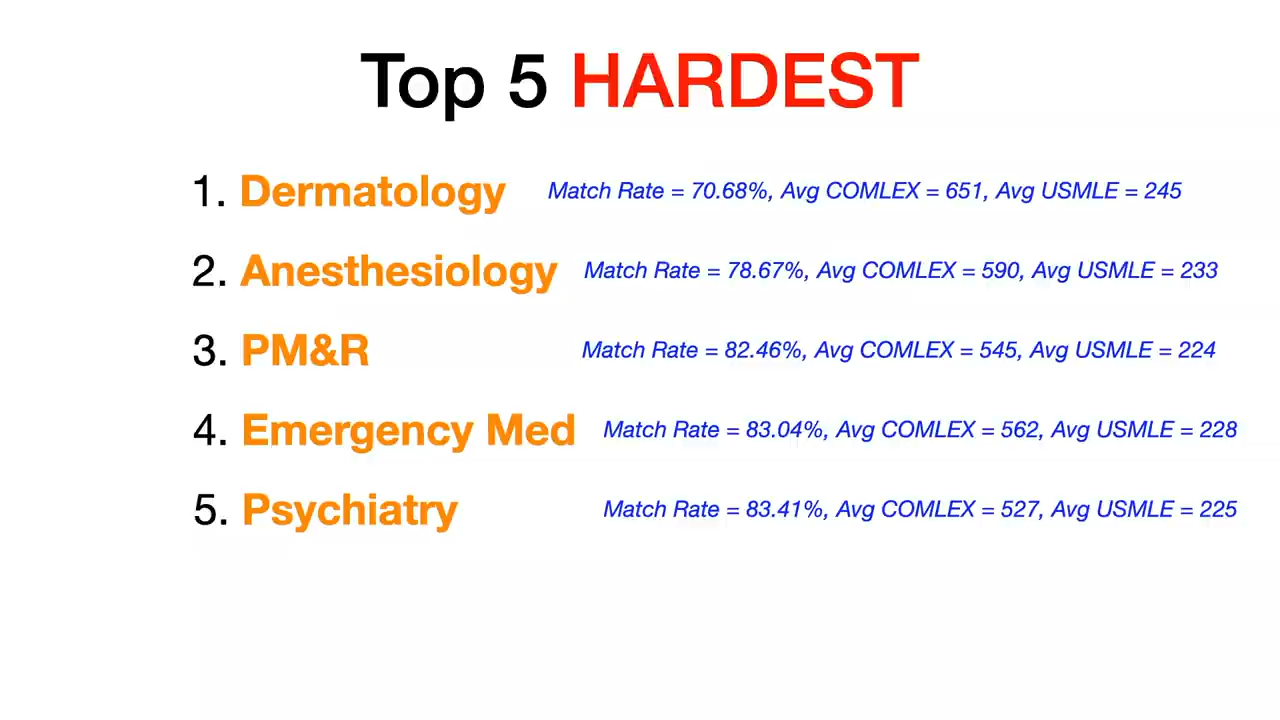 Top 5 HARDEST
1. Dermatology Match Rate = 70.68%, Avg COMLEX = 651, Avg USMLE = 245
2. Anesthesiology Match Rate = 78.67%, Avg COMLEX = 590, Avg USMLE = 233
3. PM&R Match Rate = 82.46%, Avg COMLEX = 545, Avg USMLE = 224
4. Emergency Med Match Rate = 83.04%, Avg COMLEX = 562, Avg USMLE = 228
5. Psychiatry Match Rate = 83.41%, Avg COMLEX = 527, Avg USMLE = 225